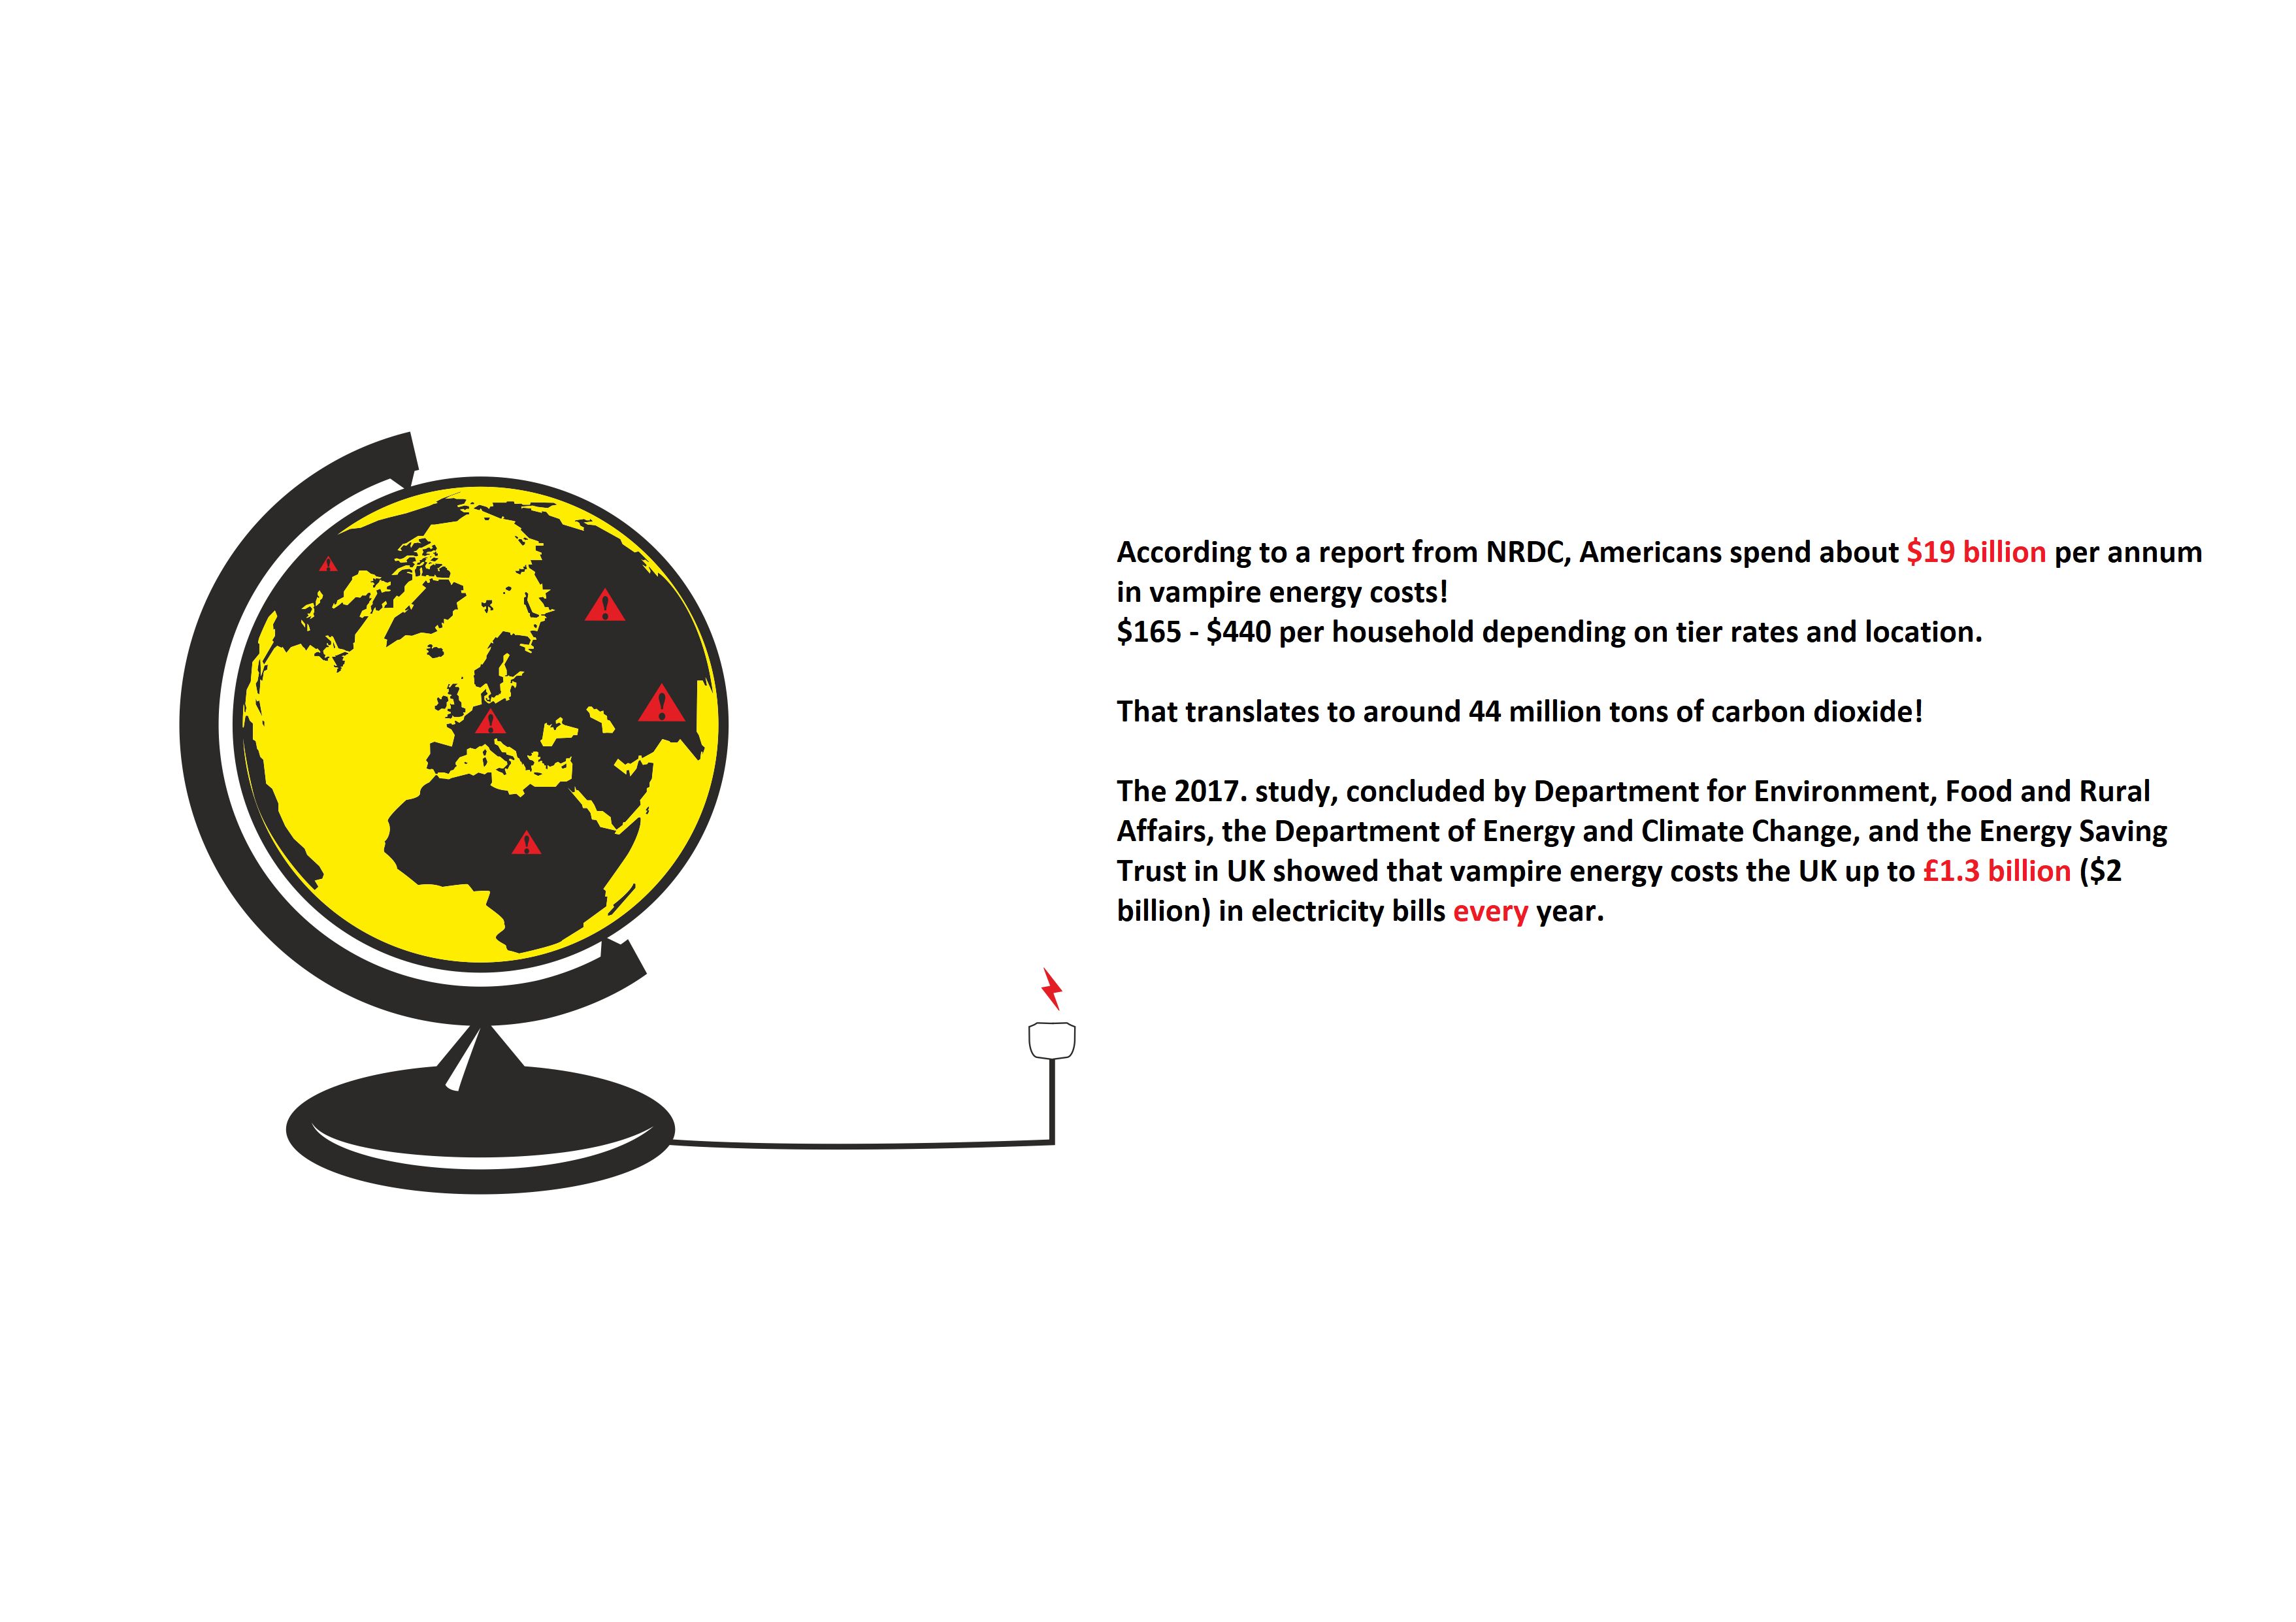 According to a report from NRDC, Americans spend about $19 billion per annum
in vampire energy costs!
$165 - $440 per household depending on tier rates and location.
That translates to around 44 million tons of carbon dioxide!
The 2017. study, concluded by Department for Environment, Food and Rural
Affairs, the Department of Energy and Climate Change, and the Energy Saving
Trust in UK showed that vampire energy costs the UK up to £1.3 billion ($2
billion) in electricity bills every year.